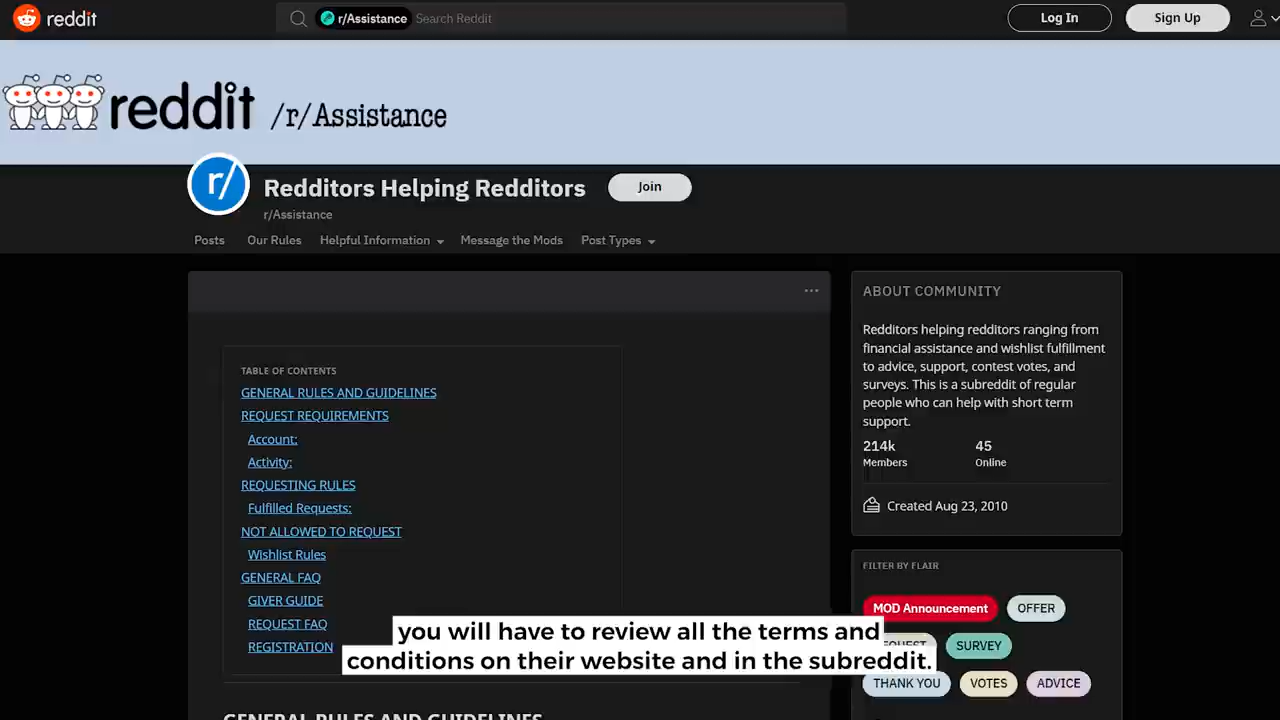 reddit
r/Assistance
Search Reddit
Log In
Sign Up
reddit /r/Assistance
r/
Redditors Helping Redditors
Join
r/Assistance
Posts
Our Rules
Helpful Information
Message the Mods
Post Types
TABLE OF CONTENTS
GENERAL RULES AND GUIDELINES
REQUEST REQUIREMENTS
Account:
Activity:
REQUESTING RULES
Fulfilled Requests:
NOT ALLOWED TO REQUEST
Wishlist Rules
GENERAL FAQ
GIVER GUIDE
REQUEST FAQ
REGISTRATION
GENERAL RULES AND GUIDELINES
ABOUT COMMUNITY
Redditors helping redditors ranging from
financial assistance and wishlist fulfillment
to advice, support, contest votes, and
surveys. This is a subreddit of regular
people who can help with short term
support.
214k
45
Members
Online
Created Aug 23, 2010
FILTER BY FLAIR
MOD Announcement
OFFER
SURVEY
THANK YOU
VOTES
ADVICE
you will have to review all the terms and
conditions on their website and in the subreddit.